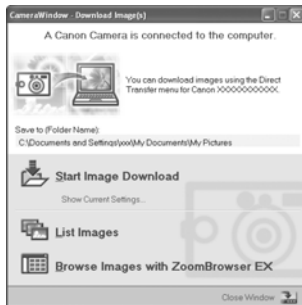 CameraWindow - Download Image(s)
A Canon Camera is connected to the computer.
You can download images using the Direct
Transfer menu for Canon XXXXXXXXXXX.
Save to (Folder Name):
C:\Documents and Settings\xxx\My Documents\My Pictures
Start Image Download
Show Current Settings...
List Images
Browse Images with ZoomBrowser EX
Close Window